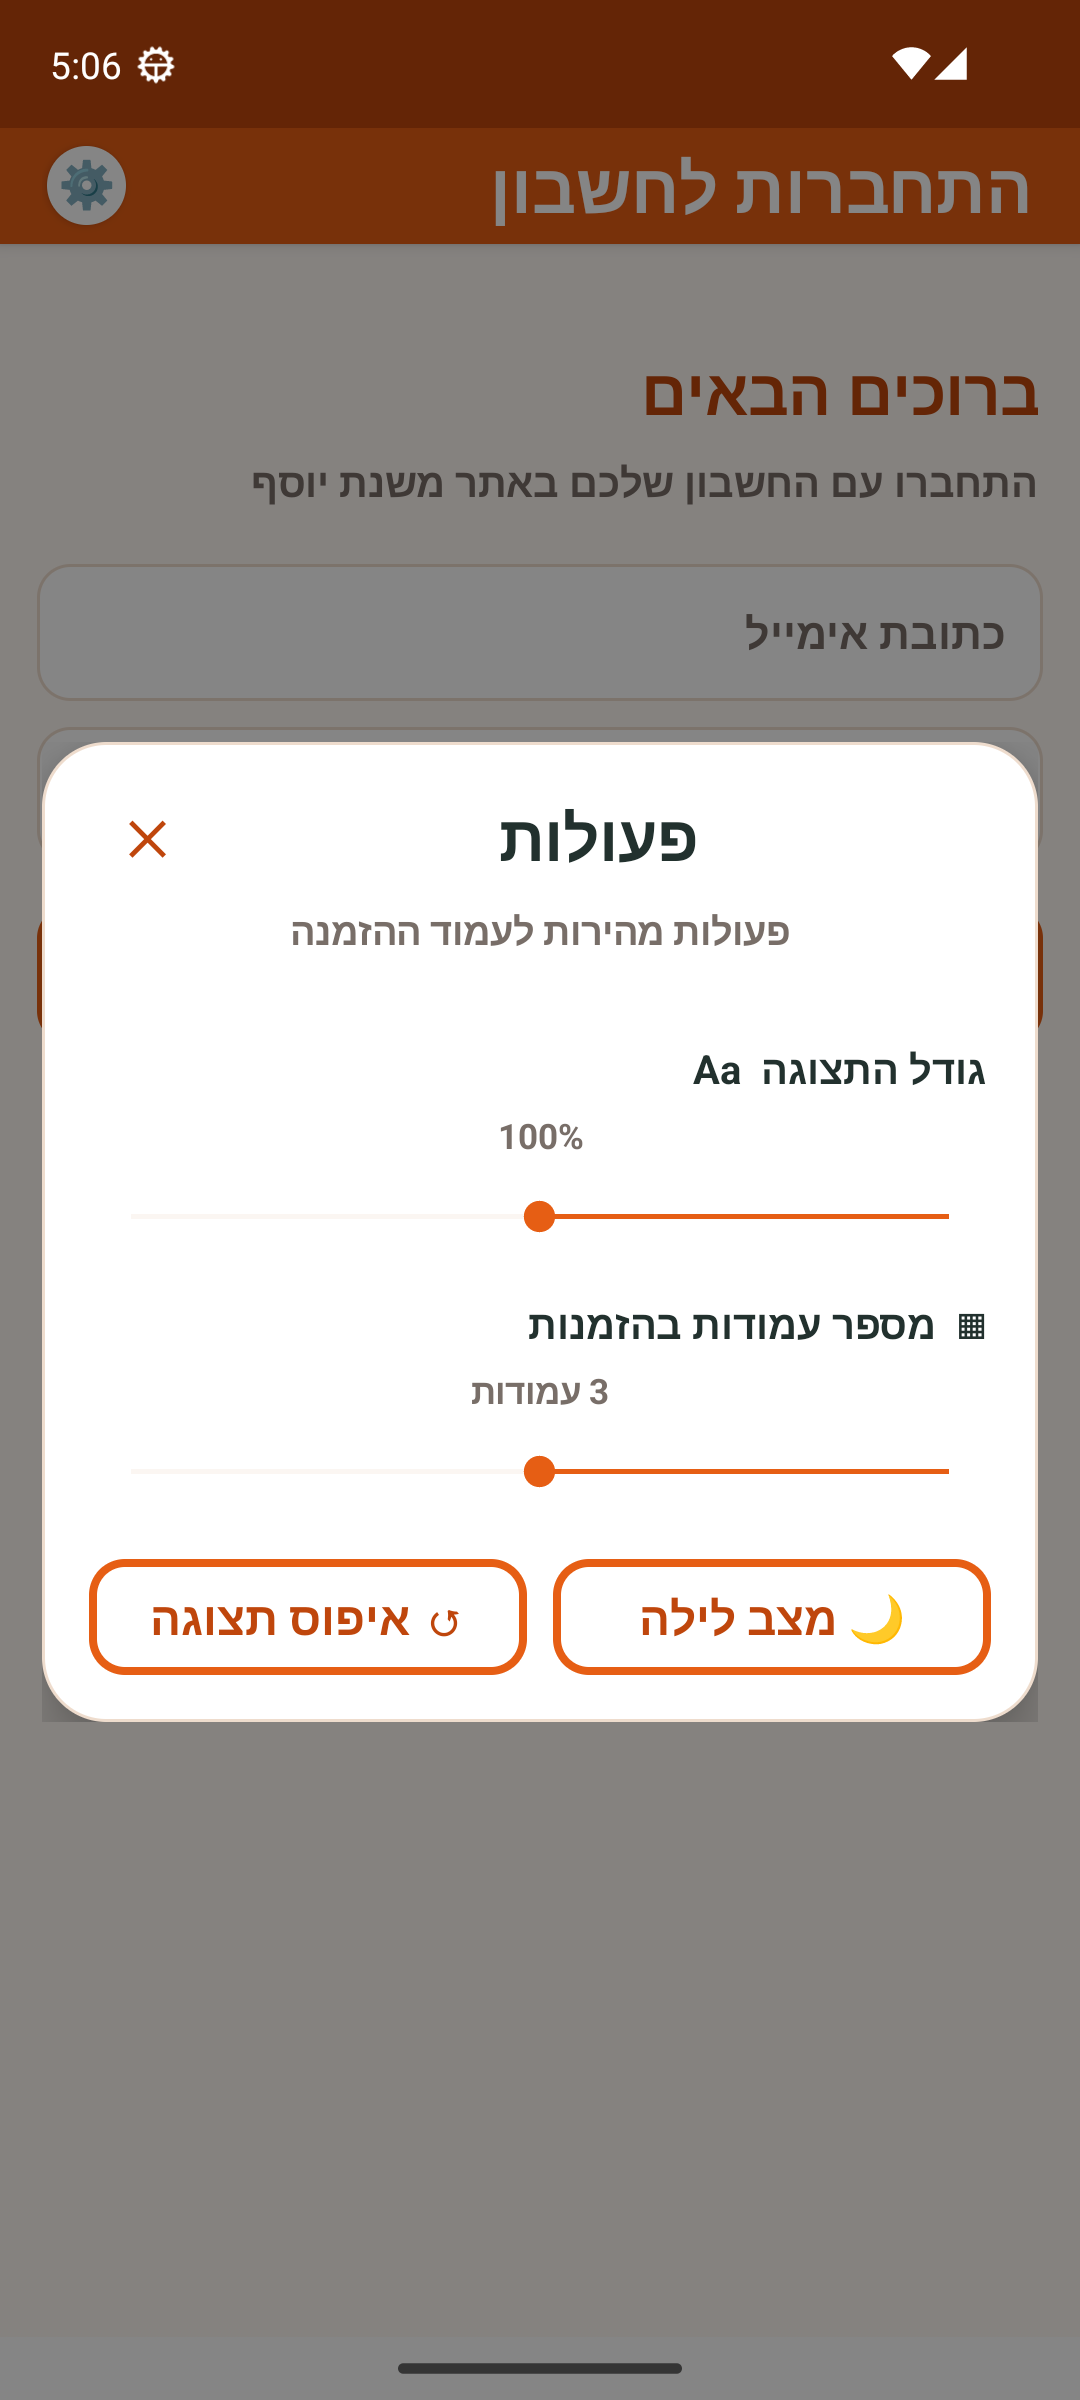 5:06
התחברות לחשבון
ברוכים הבאים
התחברו עם החשבון שלכם באתר משנת יוסף
כתובת אימייל
פעולות
פעולות מהירות לעמוד ההזמנה
גודל התצוגה Aa
100%
מספר עמודות בהזמנות
3 עמודות
מצב לילה
איפוס תצוגה